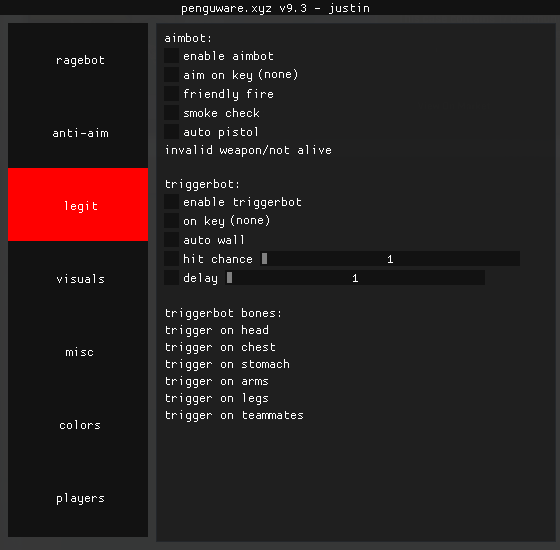 penguware.xyz v9.3 - justin
ragebot
anti-aim
legit
visuals
misc
colors
players
aimbot:
enable aimbot
aim on key (none)
friendly fire
smoke check
auto pistol
invalid weapon/not alive
triggerbot:
enable triggerbot
on key (none)
auto wall
hit chance 1
delay 1
triggerbot bones:
trigger on head
trigger on chest
trigger on stomach
trigger on arms
trigger on legs
trigger on teammates